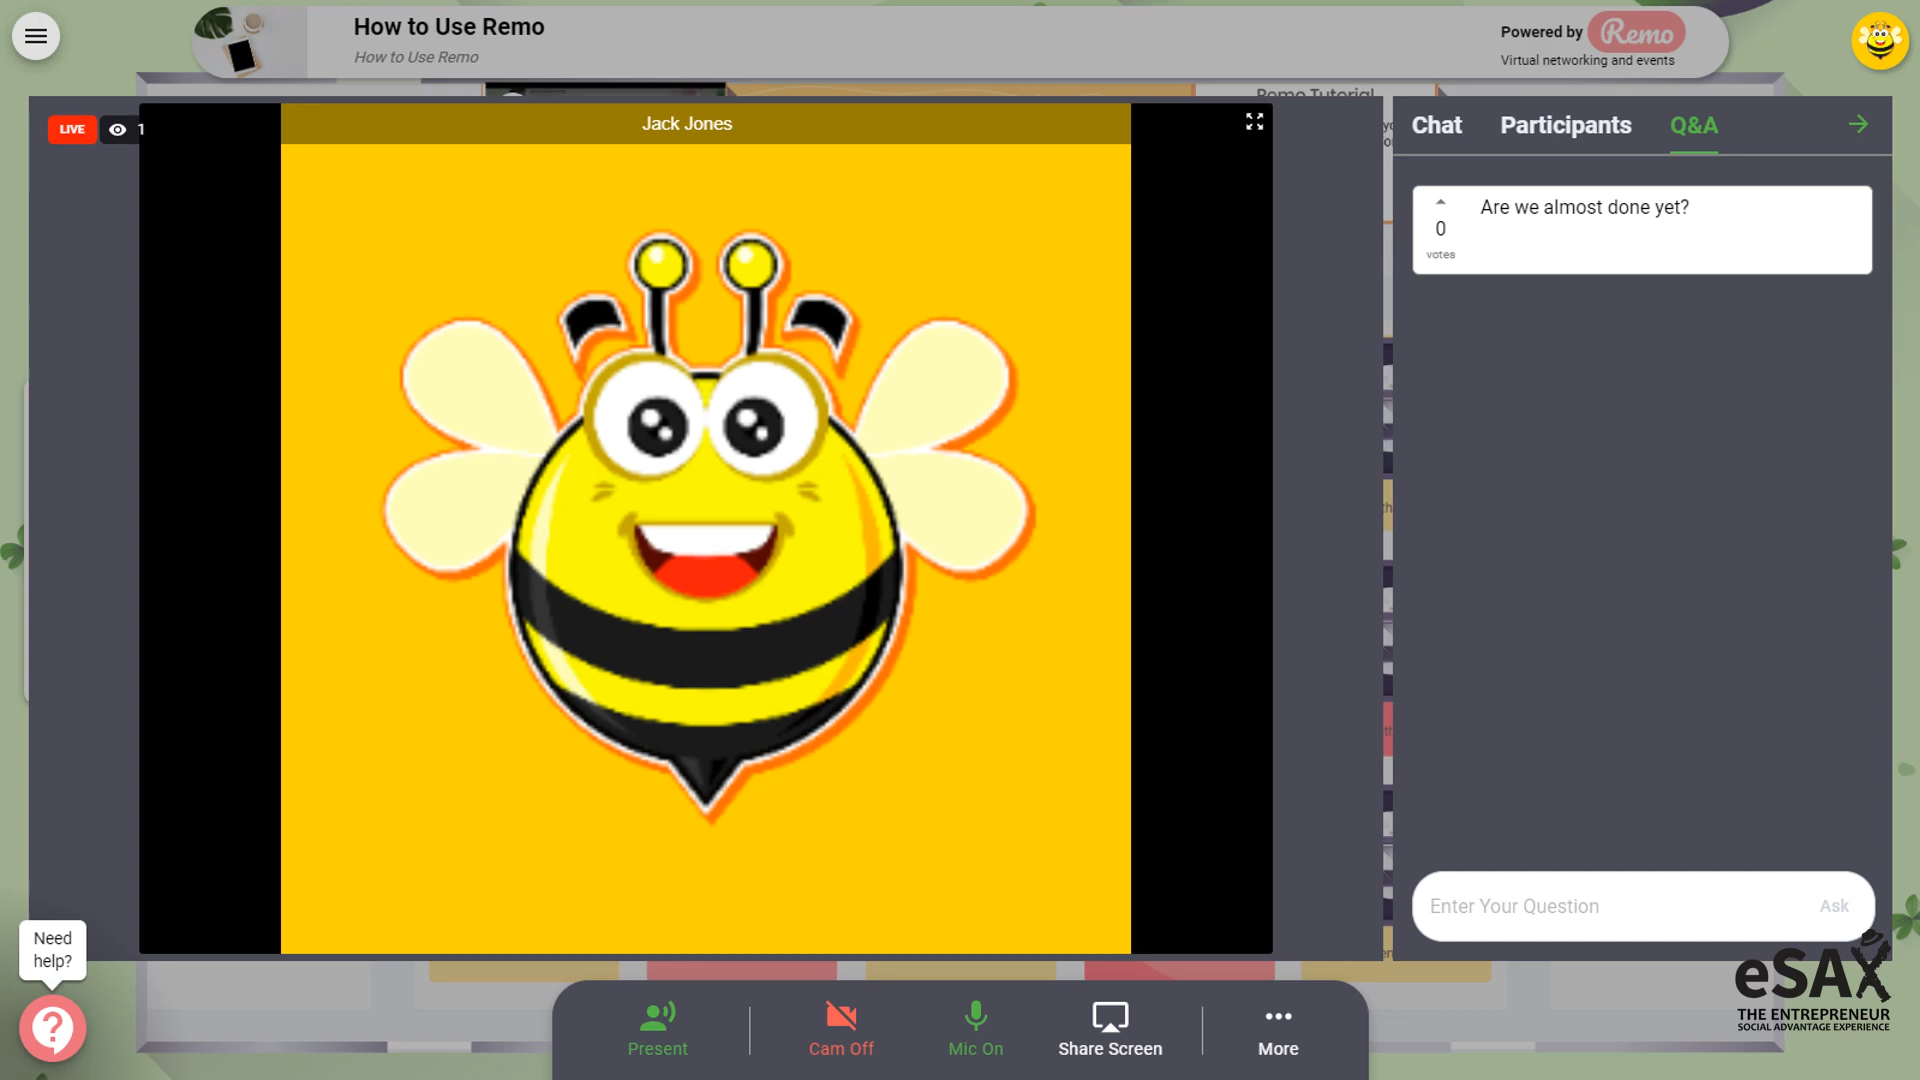 How to Use Remo
How to Use Remo
Powered by Remo
Virtual networking and events
Remo Tutorial
LIVE
1
Jack Jones
Chat
Participants
Q&A
0
votes
Are we almost done yet?
Enter Your Question
Ask
Need
help?
Present
Cam Off
Mic On
Share Screen
More
eSAX
THE ENTREPRENEUR
SOCIAL ADVANTAGE EXPERIENCE